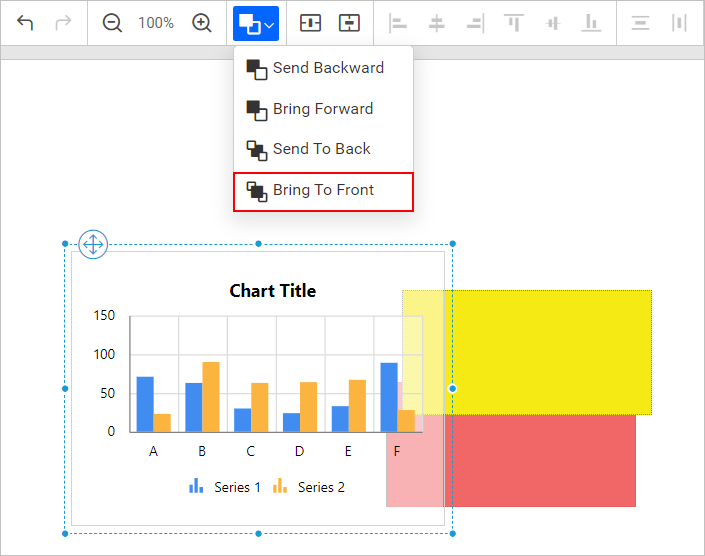 100%
Send Backward
Bring Forward
Send To Back
Bring To Front
Chart Title
150
100
50
0
A B C D E F
Series 1 Series 2